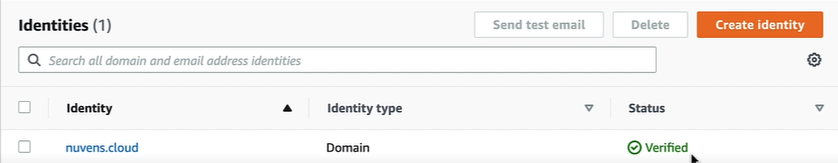 Identities (1)
Send test email
Delete
Create identity
Search all domain and email address identities
Identity
Identity type
Status
nuvens.cloud
Domain
Verified